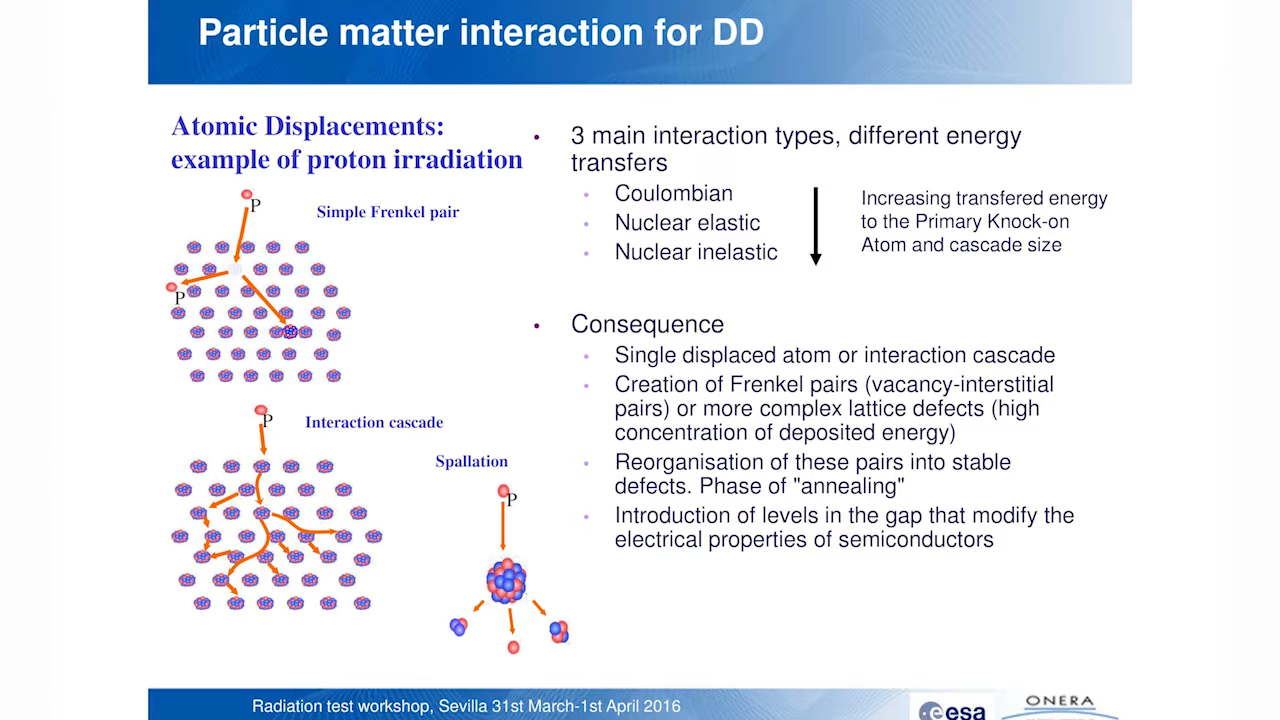 Particle matter interaction for DD
Atomic Displacements:
example of proton irradiation
P
Simple Frenkel pair
P
P
Interaction cascade
Spallation
P
• 3 main interaction types, different energy
transfers
• Coulombian
• Nuclear elastic
• Nuclear inelastic
Increasing transfered energy
to the Primary Knock-on
Atom and cascade size
• Consequence
• Single displaced atom or interaction cascade
• Creation of Frenkel pairs (vacancy-interstitial
pairs) or more complex lattice defects (high
concentration of deposited energy)
• Reorganisation of these pairs into stable
defects. Phase of "annealing"
• Introduction of levels in the gap that modify the
electrical properties of semiconductors
Radiation test workshop, Sevilla 31st March-1st April 2016
esa
ONERA